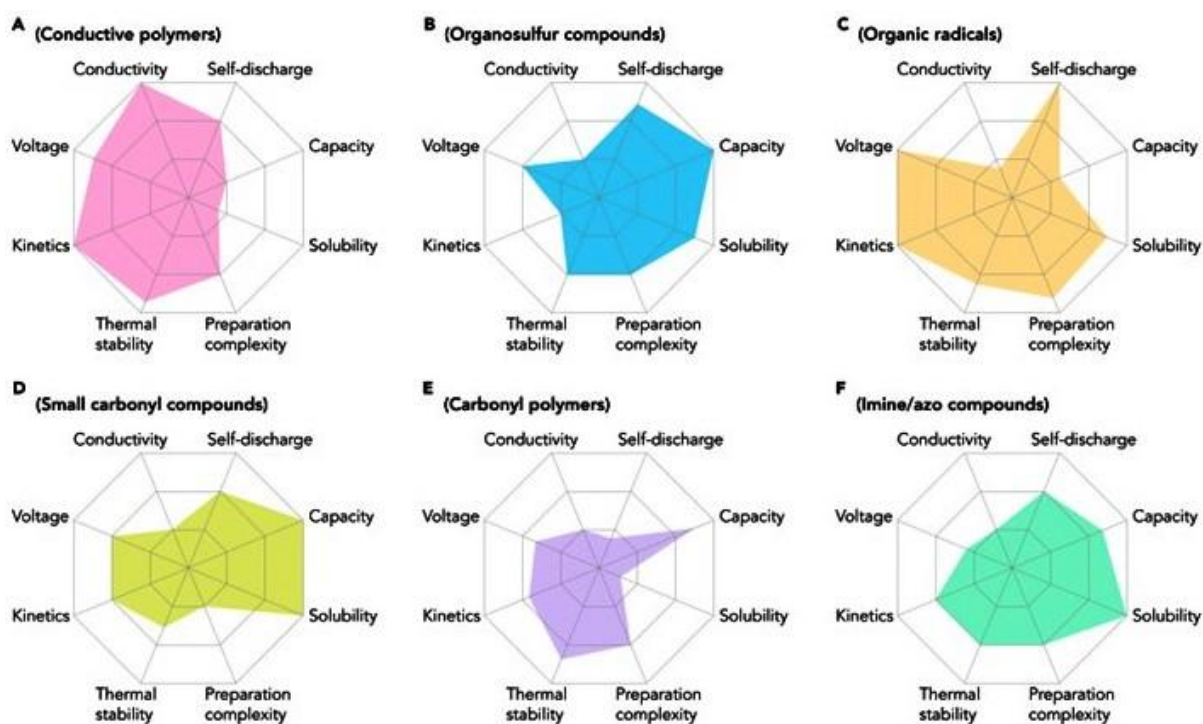 A (Conductive polymers)
Conductivity Self-discharge
Voltage Capacity
Kinetics Solubility
Thermal stability Preparation complexity
B (Organosulfur compounds)
Conductivity Self-discharge
Voltage Capacity
Kinetics Solubility
Thermal stability Preparation complexity
C (Organic radicals)
Conductivity Self-discharge
Voltage Capacity
Kinetics Solubility
Thermal stability Preparation complexity
D (Small carbonyl compounds)
Conductivity Self-discharge
Voltage Capacity
Kinetics Solubility
Thermal stability Preparation complexity
E (Carbonyl polymers)
Conductivity Self-discharge
Voltage Capacity
Kinetics Solubility
Thermal stability Preparation complexity
F (Imine/azo compounds)
Conductivity Self-discharge
Voltage Capacity
Kinetics Solubility
Thermal stability Preparation complexity